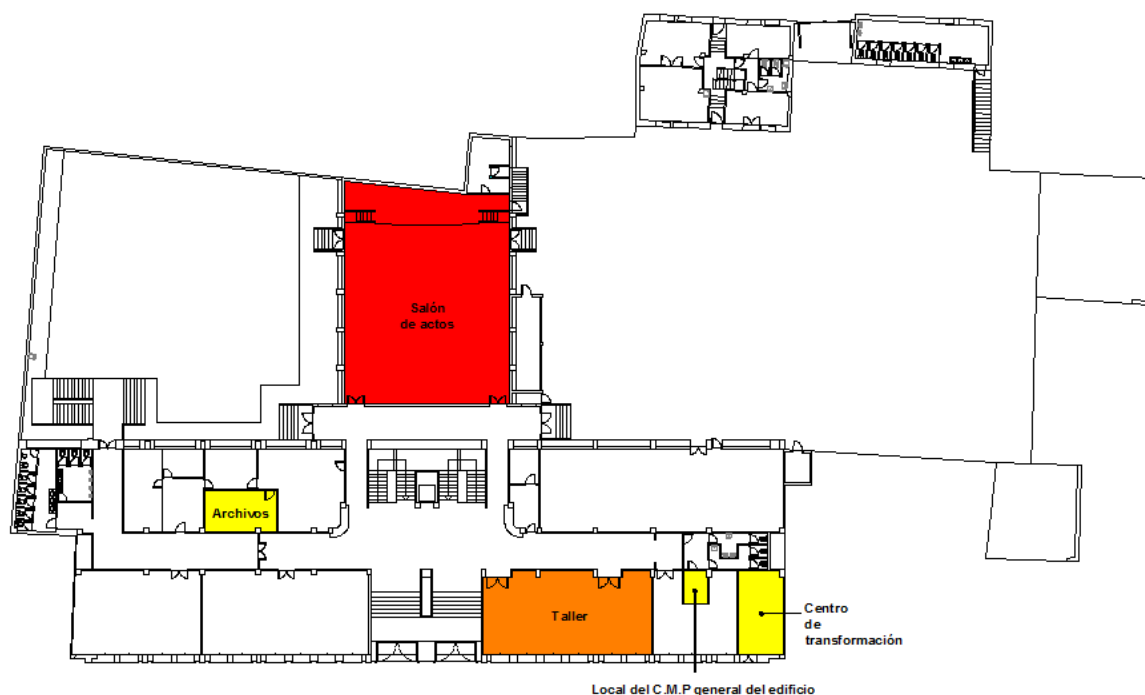 Salón
de actos
Archivos
Taller
Centro
de
transformación
Local del C.M.P general del edificio